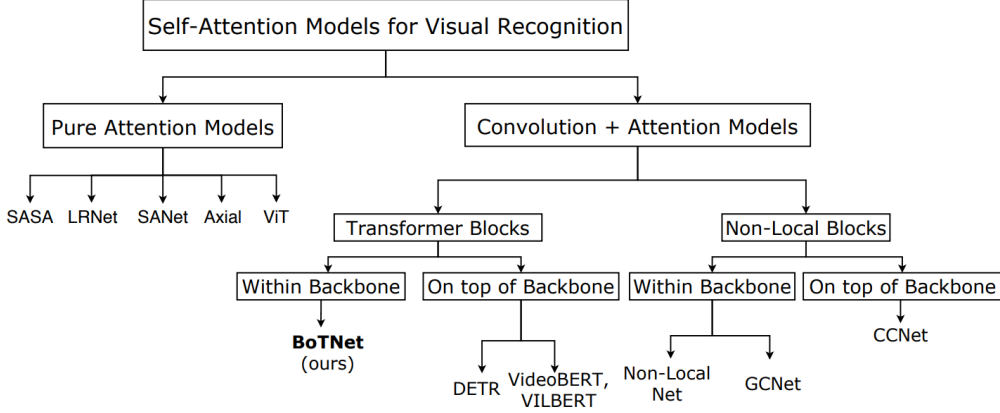 Self-Attention Models for Visual Recognition
Pure Attention Models
Convolution + Attention Models
SASA
LRNet
SANet
Axial
ViT
Transformer Blocks
Non-Local Blocks
Within Backbone
On top of Backbone
Within Backbone
On top of Backbone
BoTNet
(ours)
DETR
VideoBERT,
VILBERT
Non-Local
Net
GCNet
CCNet